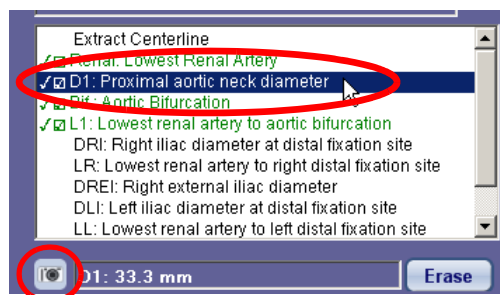 Extract Centerline
Renal: Lowest Renal Artery
D1: Proximal aortic neck diameter
Bif.: Aortic Bifurcation
L1: Lowest renal artery to aortic bifurcation
DRI: Right iliac diameter at distal fixation site
LR: Lowest renal artery to right distal fixation site
DREI: Right external iliac diameter
DLI: Left iliac diameter at distal fixation site
LL: Lowest renal artery to left distal fixation site
D1: 33.3 mm
Erase